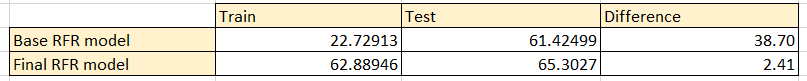 Train Test Difference
Base RFR model 22.72913 61.42499 38.70
Final RFR model 62.88946 65.3027 2.41